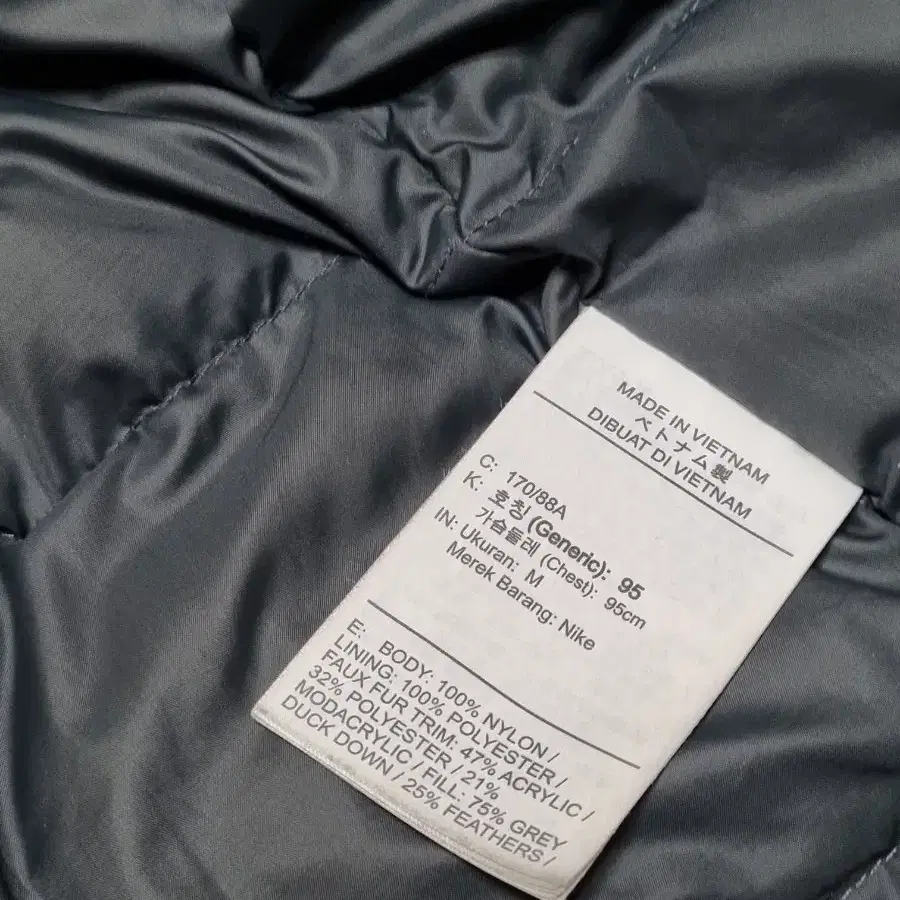 MADE IN VIETNAM
ベトナム製
DIBUAT DI VIETNAM
C: 170/88A
K: 호칭 (Generic): 95
가슴둘레 (Chest): 95cm
IN: Ukuran: M
Merek Barang: Nike
E: BODY: 100% NYLON /
LINING: 100% POLYESTER /
FAUX FUR TRIM: 47% ACRYLIC /
32% POLYESTER / 21%
MODACRYLIC / FILL: 75% GREY
DUCK DOWN / 25% FEATHERS /